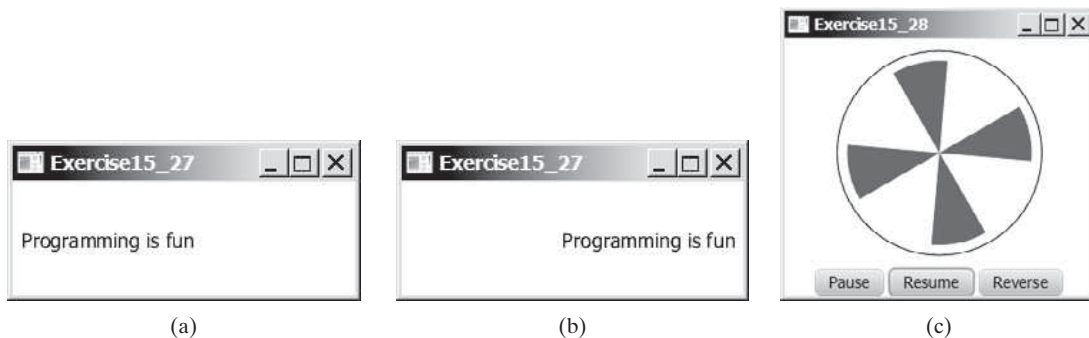 Exercise15_28
Exercise15_27
Exercise15_27
Programming is fun
Programming is fun
Pause
Resume
Reverse
(a)
(b)
(c)